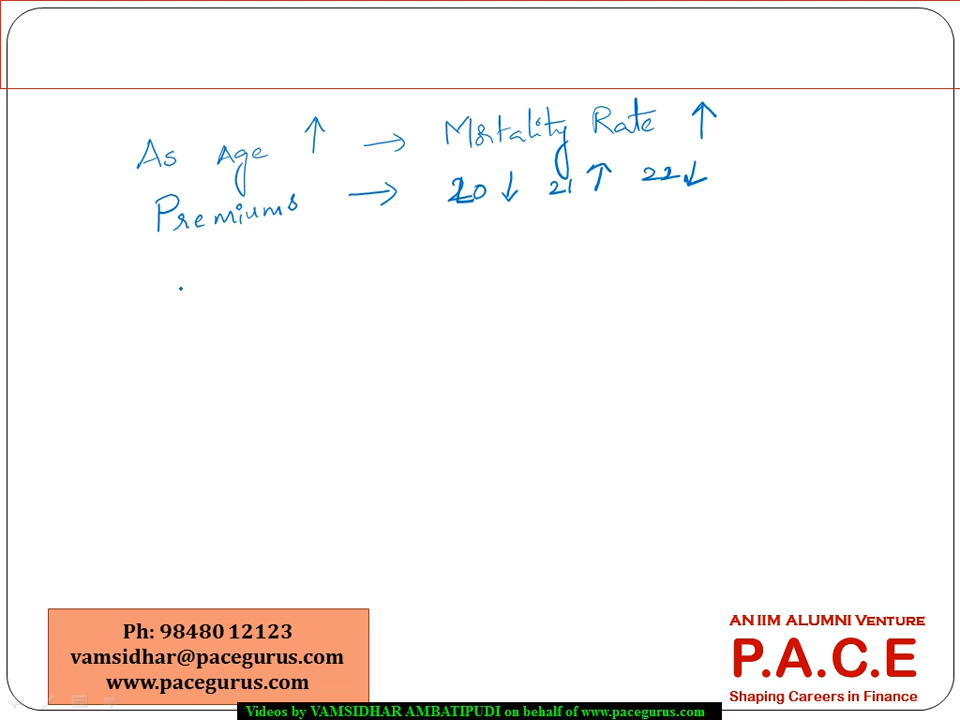 As Age ↑ → Mortality Rate ↑
Premiums → 20 ↓ 21 ↑ 22 ↓
Ph: 98480 12123
vamsidhar@pacegurus.com
www.pacegurus.com
AN IIM ALUMNI VENTURE
P.A.C.E
Shaping Careers in Finance
Videos by VAMSIDHAR AMBATIPUDI on behalf of www.pacegurus.com